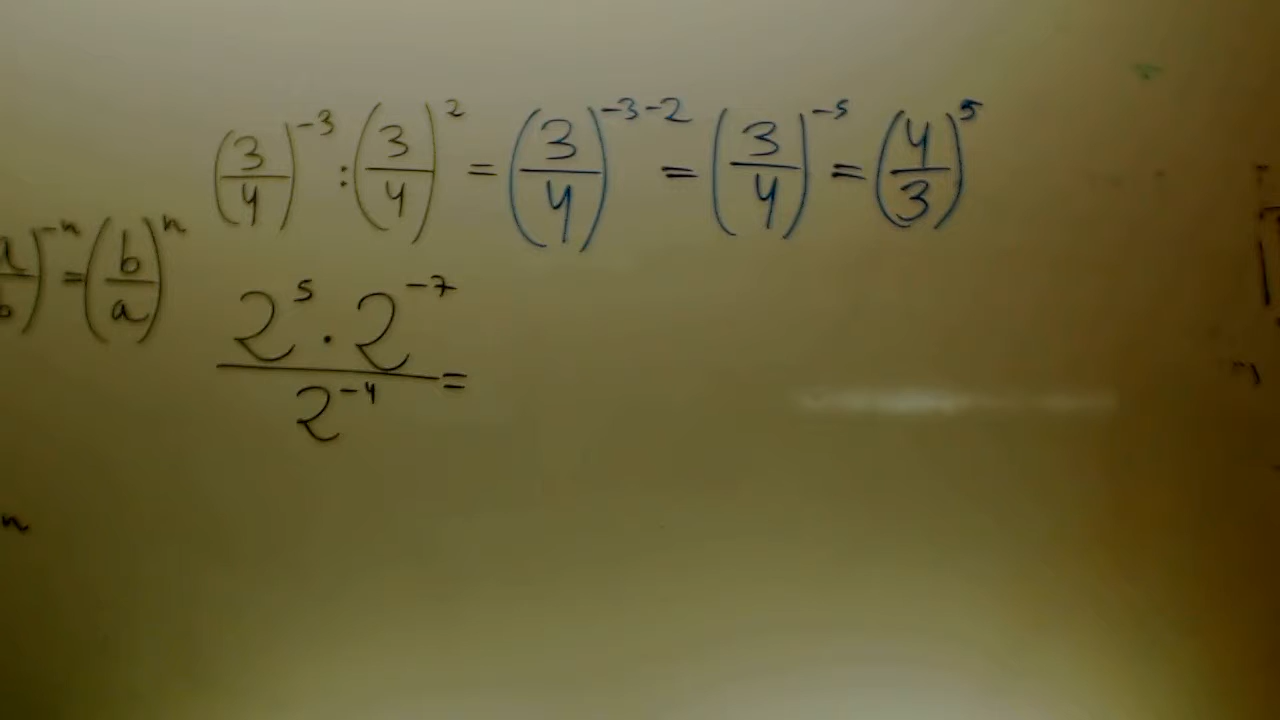 (3/4)^-3 : (3/4)^2 = (3/4)^-3-2 = (3/4)^-5 = (4/3)^5
(a/b)^-n = (b/a)^n
2^5 · 2^-7 / 2^-4 =
n